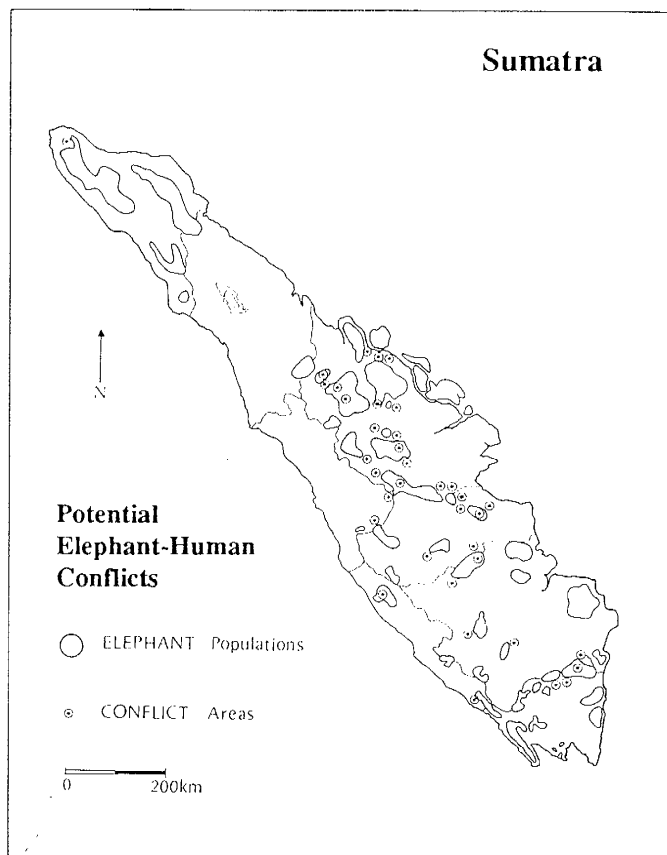 Sumatra
N
Potential
Elephant-Human
Conflicts
ELEPHANT Populations
CONFLICT Areas
0 200km